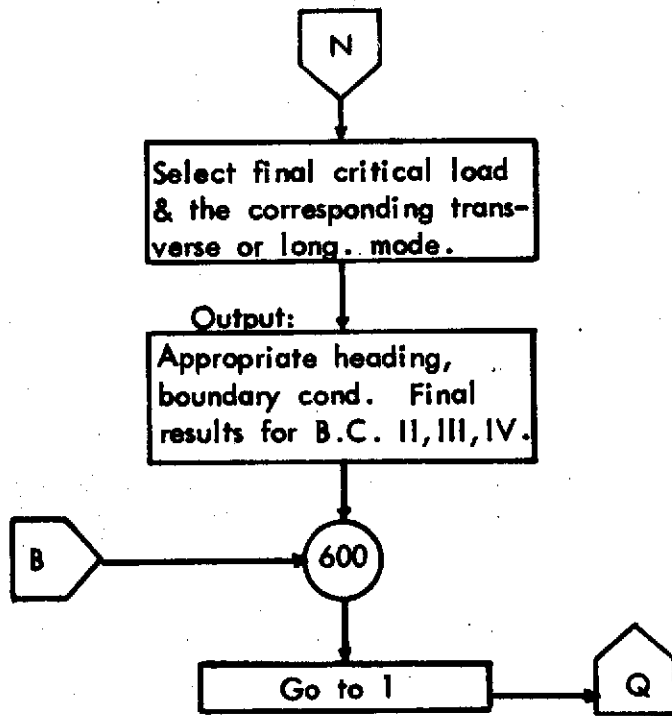 N
Select final critical load
& the corresponding trans-
verse or long. mode.
Output:
Appropriate heading,
boundary cond. Final
results for B.C. II, III, IV.
B
600
Go to 1
Q